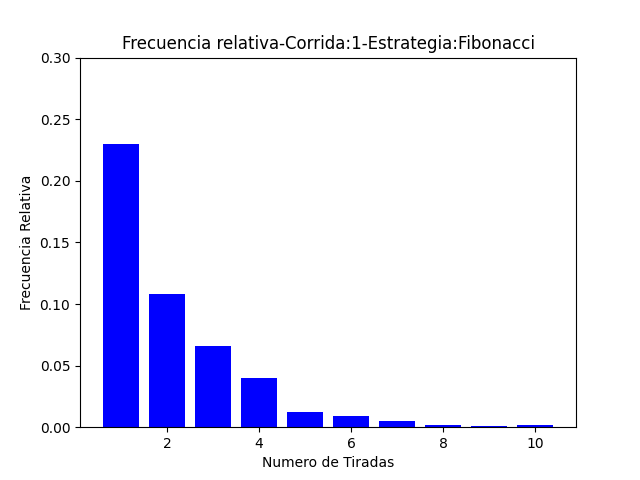 Frecuencia relativa-Corrida:1-Estrategia:Fibonacci
0.30
0.25
0.20
0.15
0.10
0.05
0.00
Frecuencia Relativa
2 4 6 8 10
Numero de Tiradas